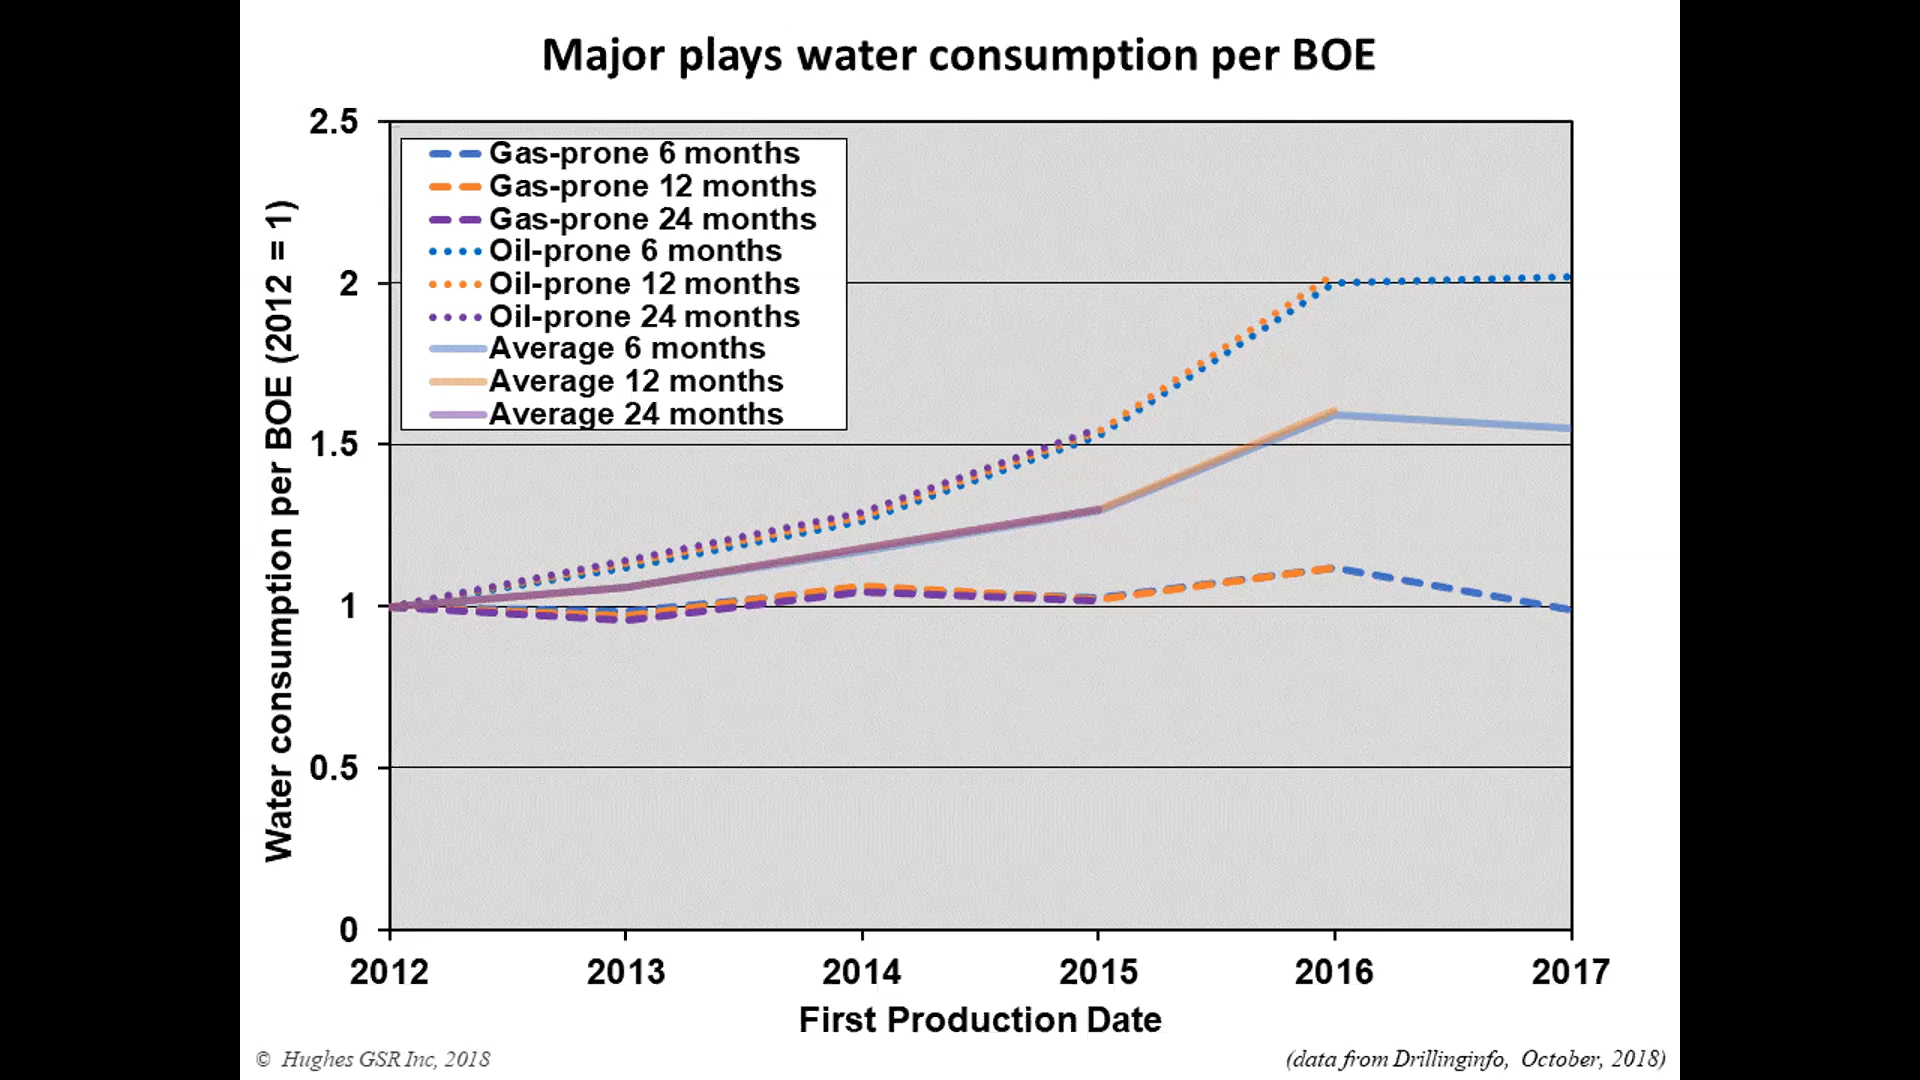 Major plays water consumption per BOE
2.5
2
1.5
1
0.5
0
Water consumption per BOE (2012 = 1)
Gas-prone 6 months
Gas-prone 12 months
Gas-prone 24 months
Oil-prone 6 months
Oil-prone 12 months
Oil-prone 24 months
Average 6 months
Average 12 months
Average 24 months
2012 2013 2014 2015 2016 2017
First Production Date
© Hughes GSR Inc, 2018
(data from Drillinginfo, October, 2018)